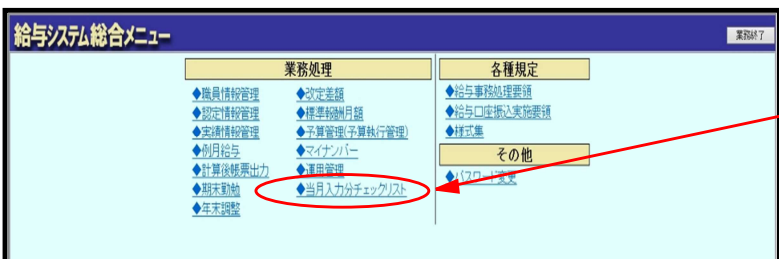 給与システム総合メニュー
業務終了
業務処理
◆職員情報管理
◆認定情報管理
◆実績情報管理
◆例月給与
◆計算後帳票出力
◆期末勤勉
◆年末調整
◆改定差額
◆標準報酬月額
◆予算管理(予算執行管理)
◆マイナンバー
◆運用管理
◆当月入力分チェックリスト
各種規定
◆給与事務処理要領
◆給与口座振込実施要領
◆様式集
その他
◆パスワード変更